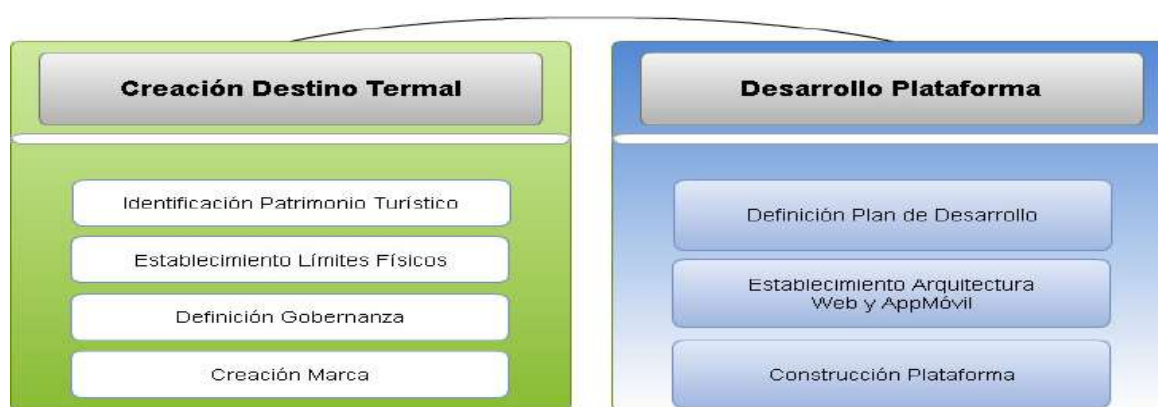 Creación Destino Termal
Identificación Patrimonio Turístico
Establecimiento Límites Físicos
Definición Gobernanza
Creación Marca
Desarrollo Plataforma
Definición Plan de Desarrollo
Establecimiento Arquitectura
Web y AppMóvil
Construcción Plataforma